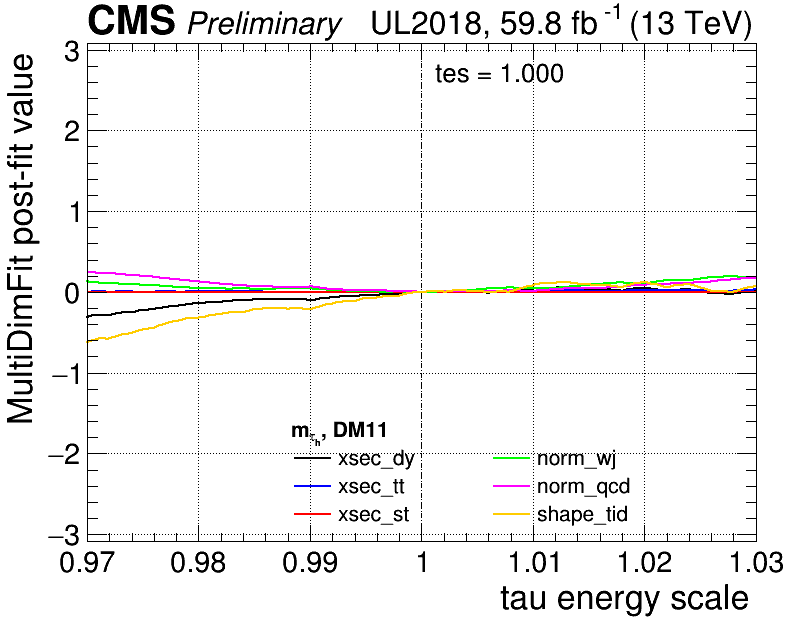 CMS Preliminary UL2018, 59.8 fb⁻¹ (13 TeV)
MultiDimFit post-fit value
3
2
1
0
−1
−2
−3
tes = 1.000
m_τ_h, DM11
xsec_dy norm_wj
xsec_tt norm_qcd
xsec_st shape_tid
0.97 0.98 0.99 1 1.01 1.02 1.03
tau energy scale